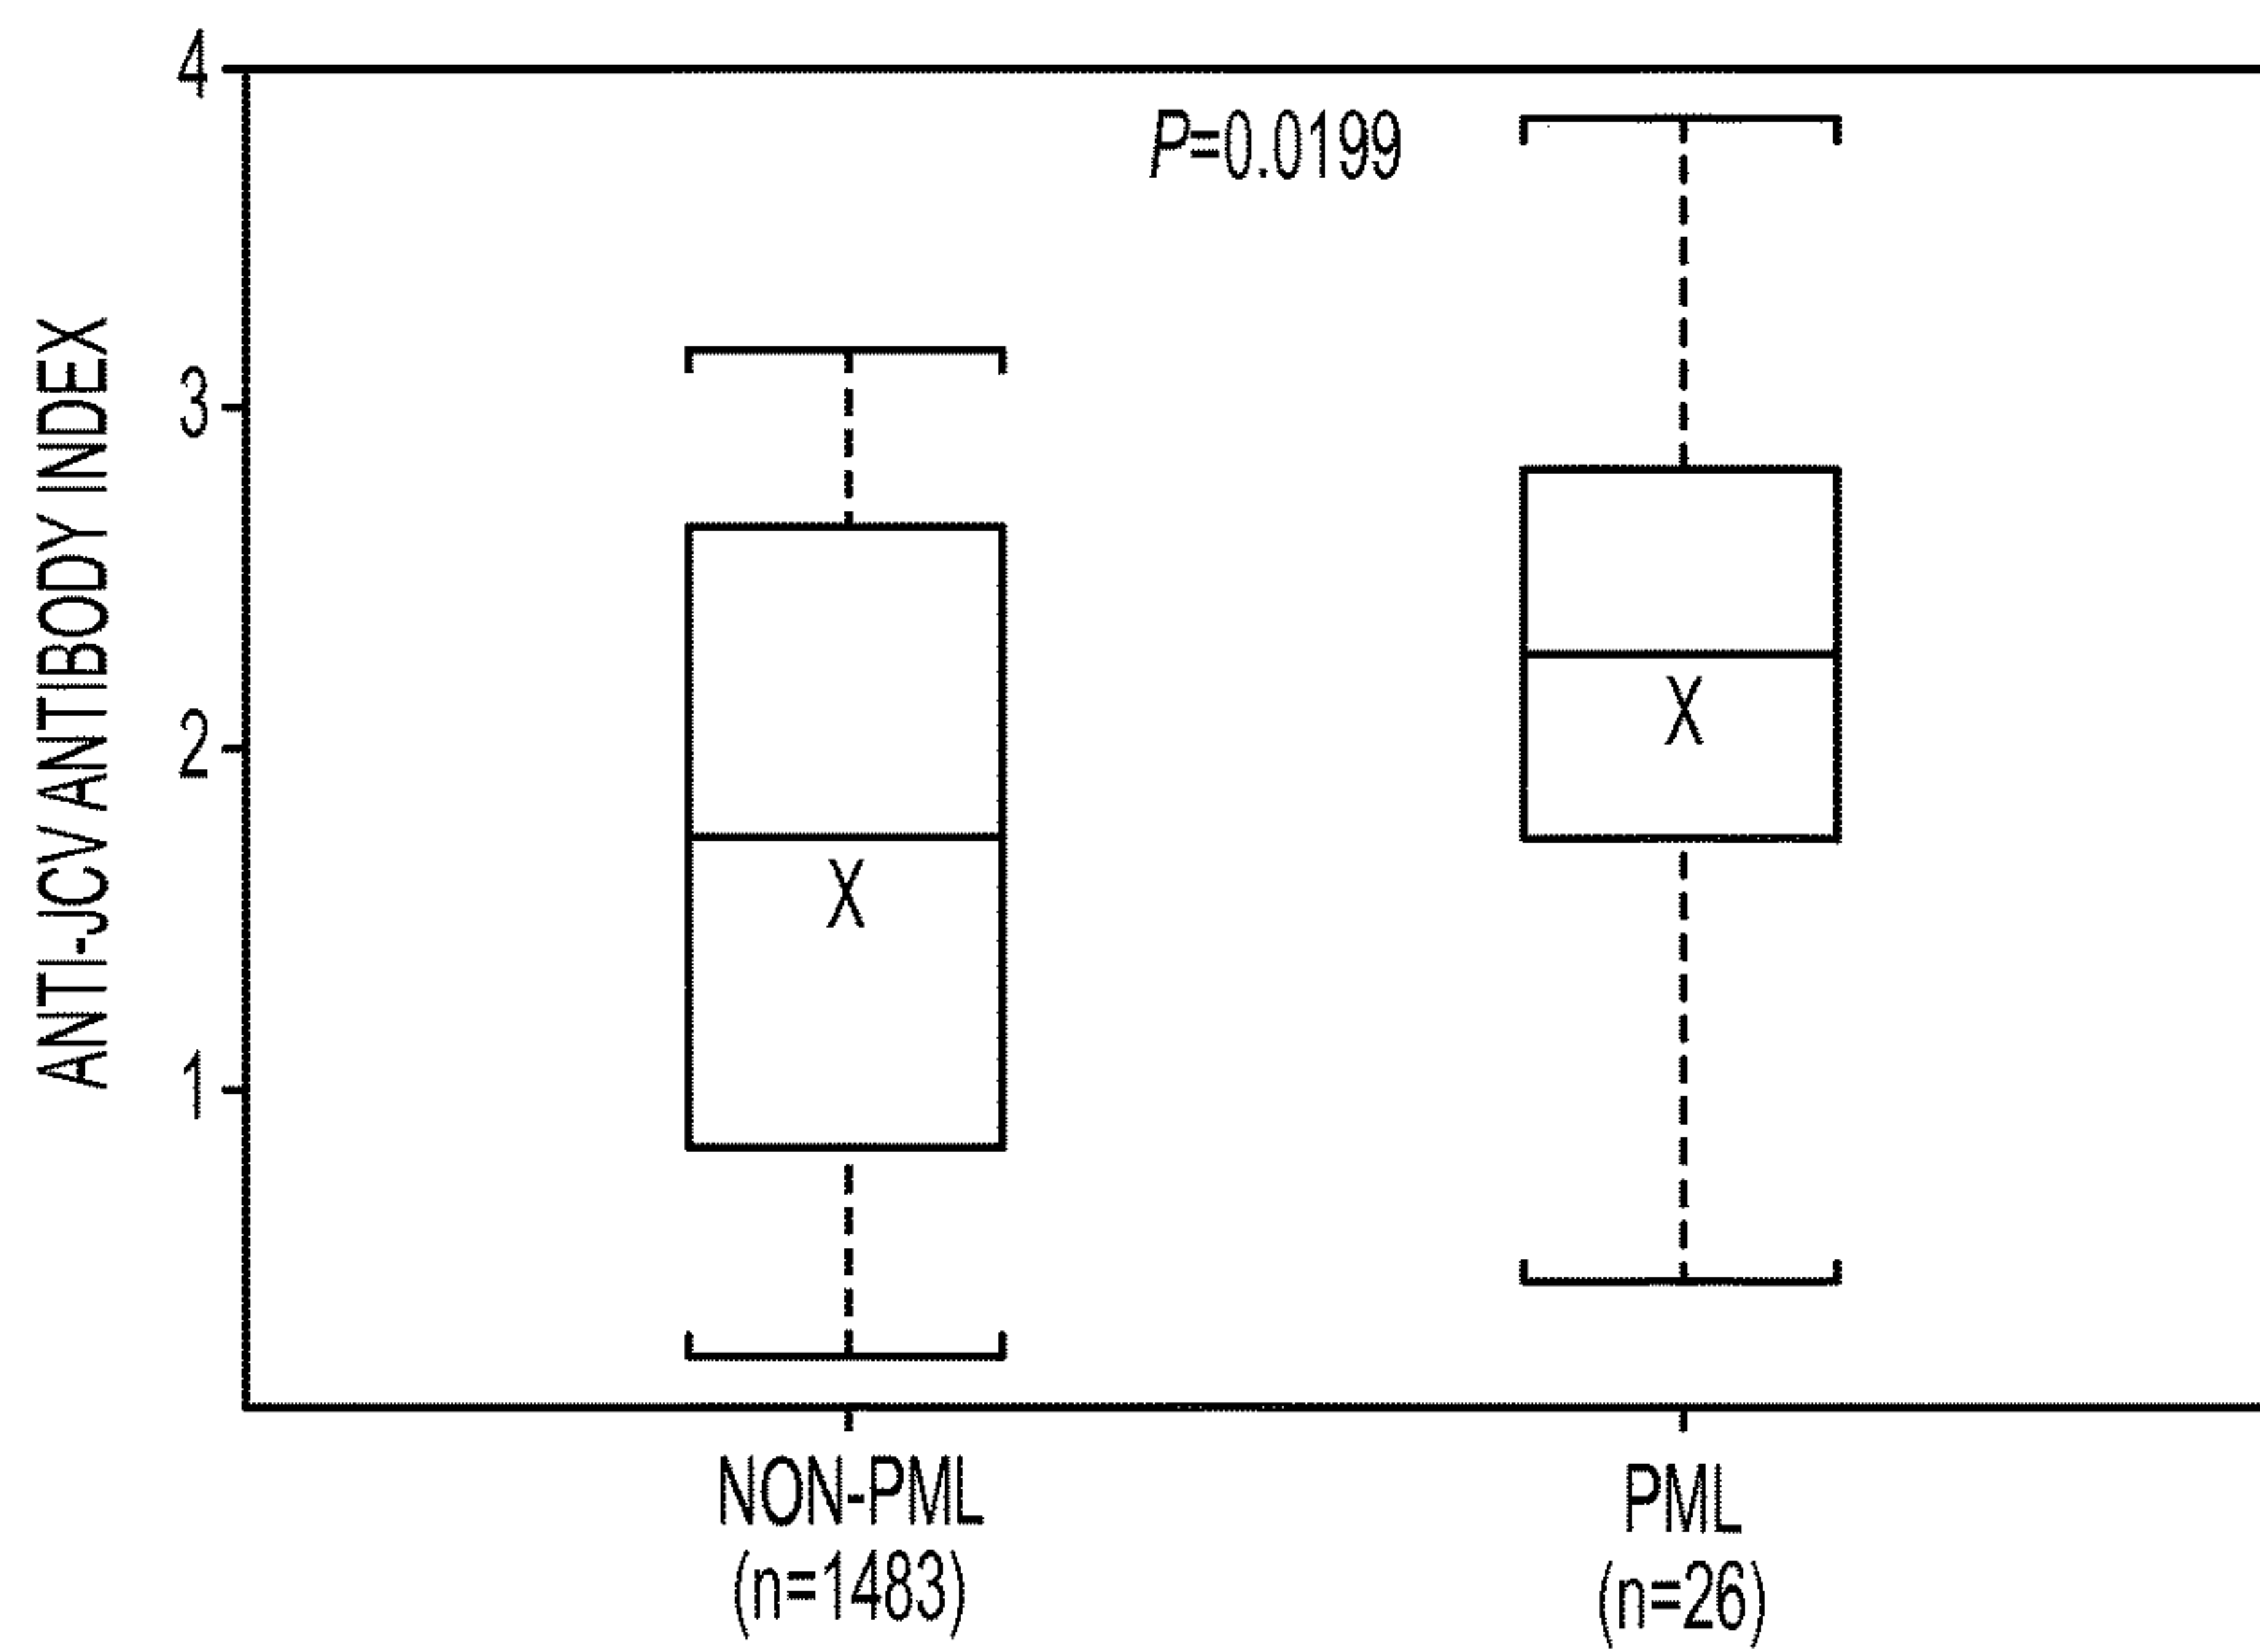 ANTI-JCV ANTIBODY INDEX
4
3
2
1
P=0.0199
X
X
NON-PML
(n=1483)
PML
(n=26)